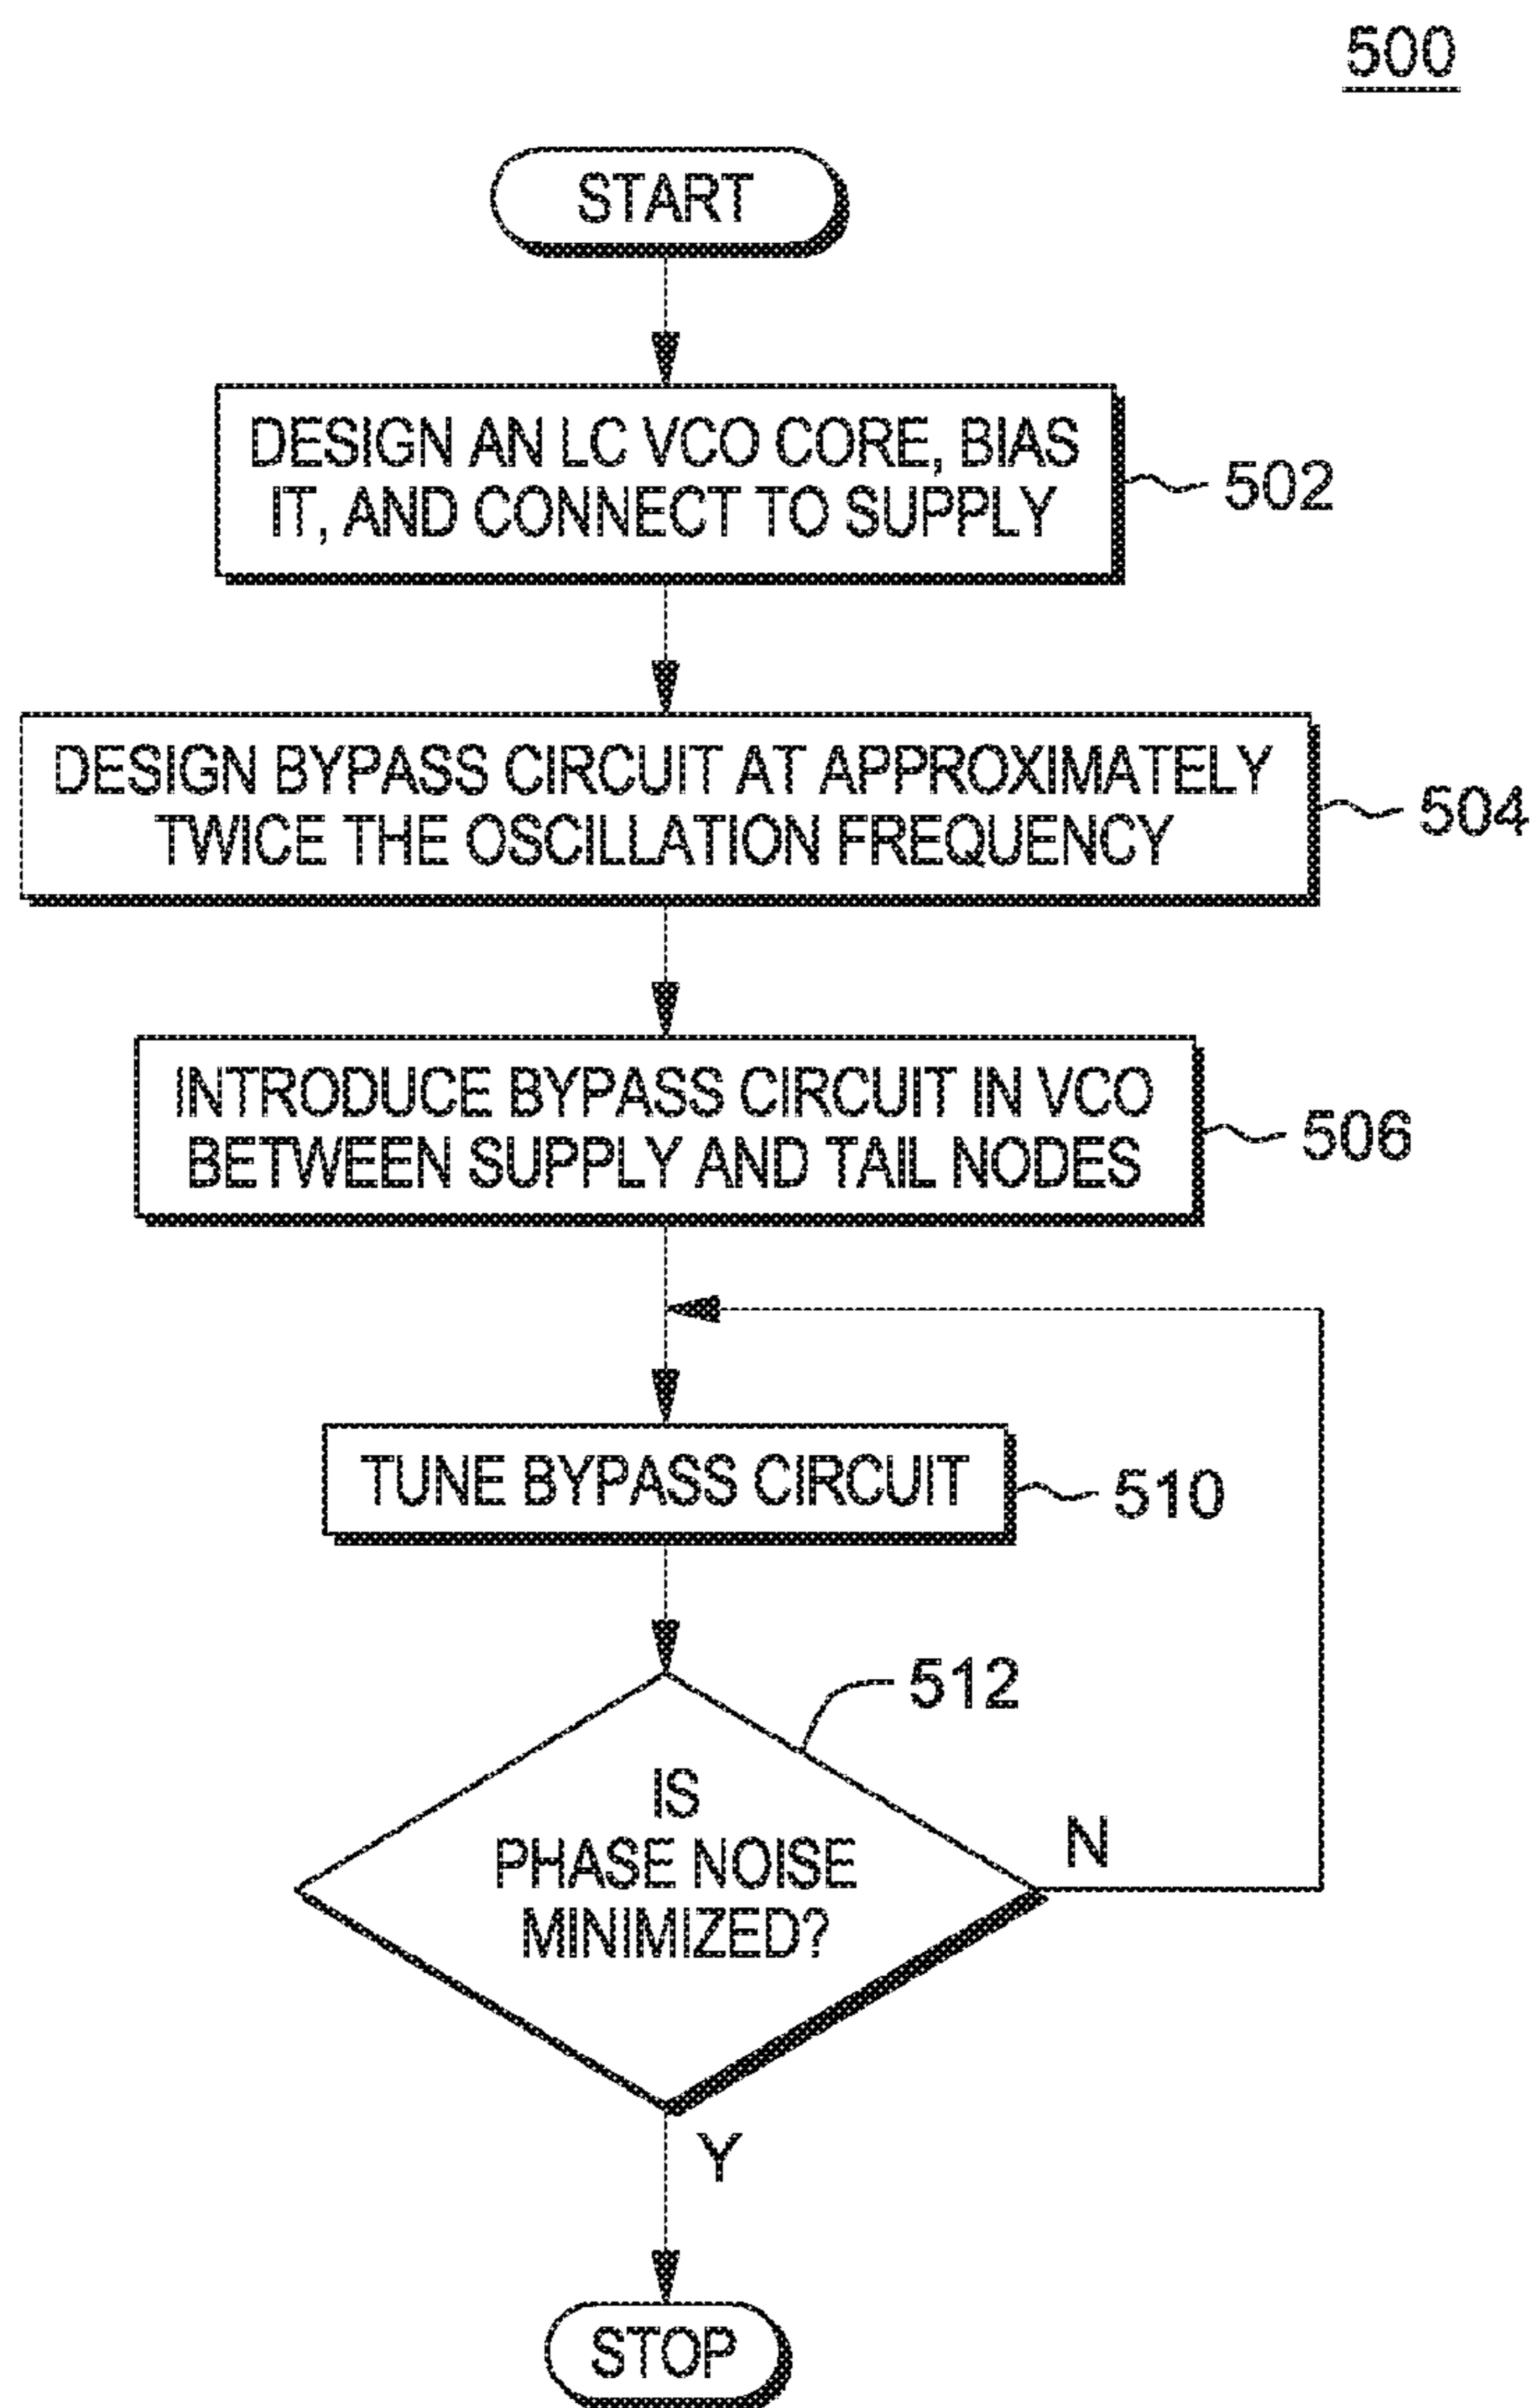 500
START
DESIGN AN LC VCO CORE, BIAS
IT, AND CONNECT TO SUPPLY
502
DESIGN BYPASS CIRCUIT AT APPROXIMATELY
TWICE THE OSCILLATION FREQUENCY
504
INTRODUCE BYPASS CIRCUIT IN VCO
BETWEEN SUPPLY AND TAIL NODES
506
TUNE BYPASS CIRCUIT
510
512
IS
PHASE NOISE
MINIMIZED?
N
Y
STOP